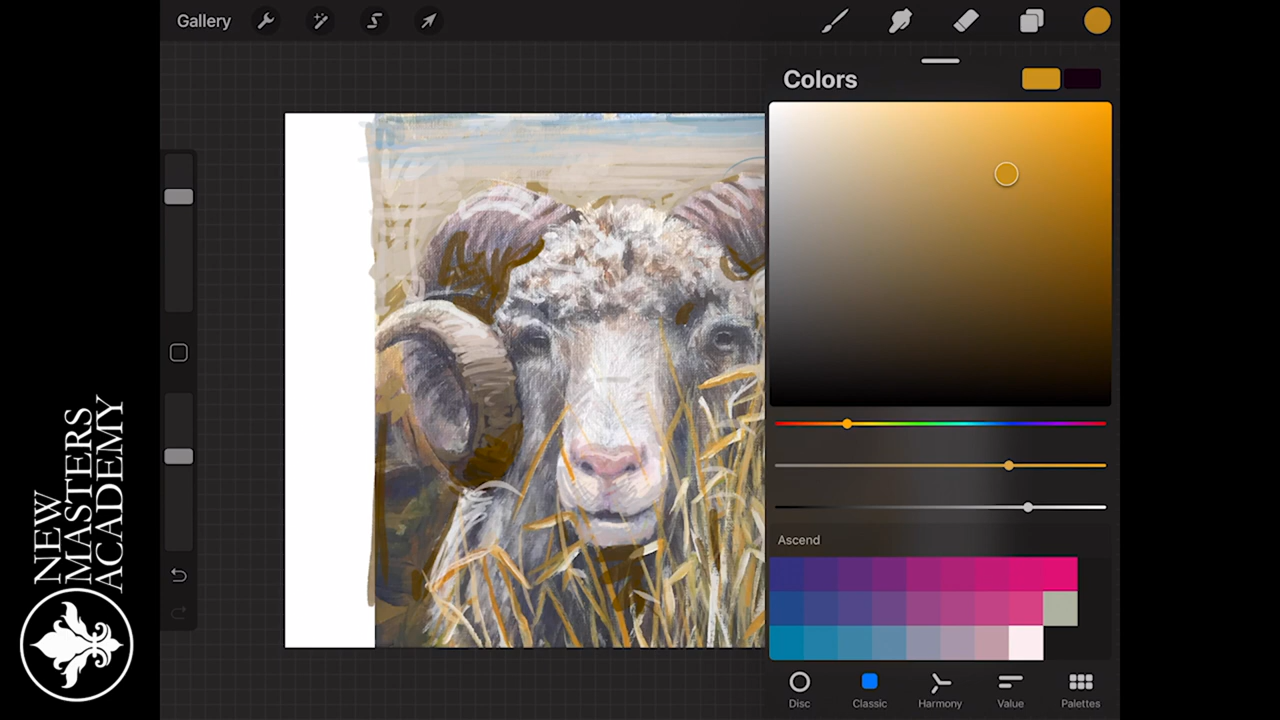 Gallery
Colors
Ascend
Disc
Classic
Harmony
Value
Palettes
NEW
MASTERS
ACADEMY